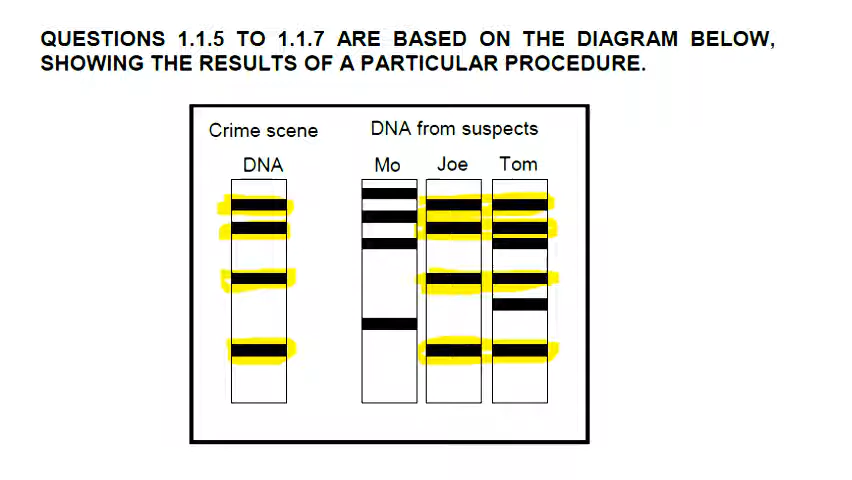 QUESTIONS 1.1.5 TO 1.1.7 ARE BASED ON THE DIAGRAM BELOW,
SHOWING THE RESULTS OF A PARTICULAR PROCEDURE.
Crime scene DNA from suspects
DNA Mo Joe Tom